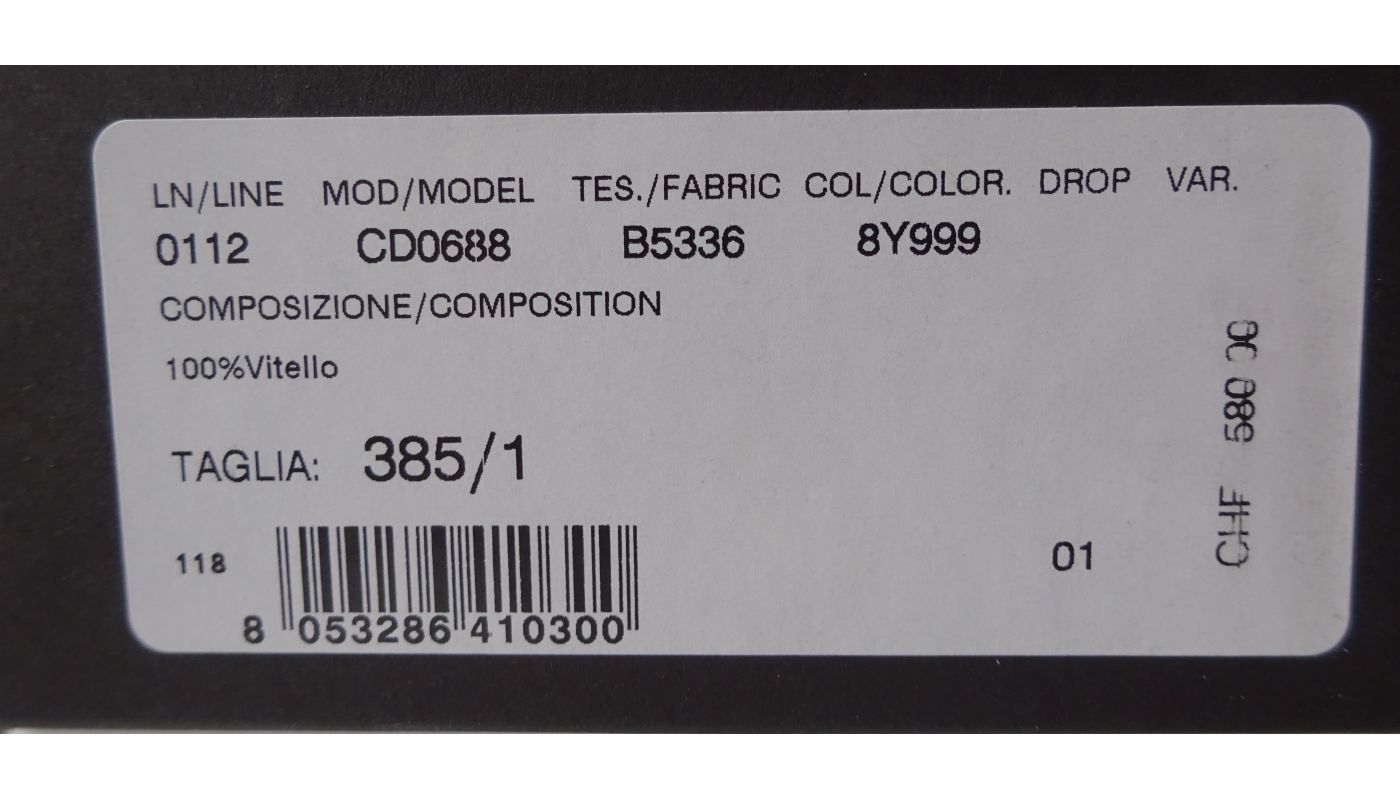 LN/LINE MOD/MODEL TES./FABRIC COL/COLOR. DROP VAR.
0112 CD0688 B5336 8Y999
COMPOSIZIONE/COMPOSITION
100%Vitello
TAGLIA: 385/1
118
8 053286 410300
01
CHF 580 00